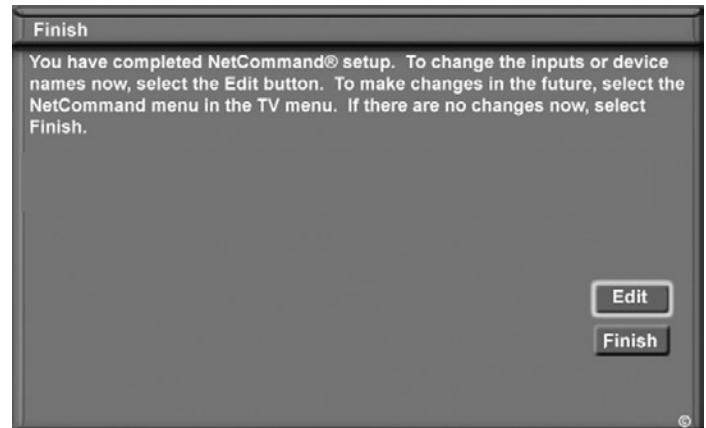 Finish
You have completed NetCommand® setup. To change the inputs or device
names now, select the Edit button. To make changes in the future, select the
NetCommand menu in the TV menu. If there are no changes now, select
Finish.
Edit
Finish
©